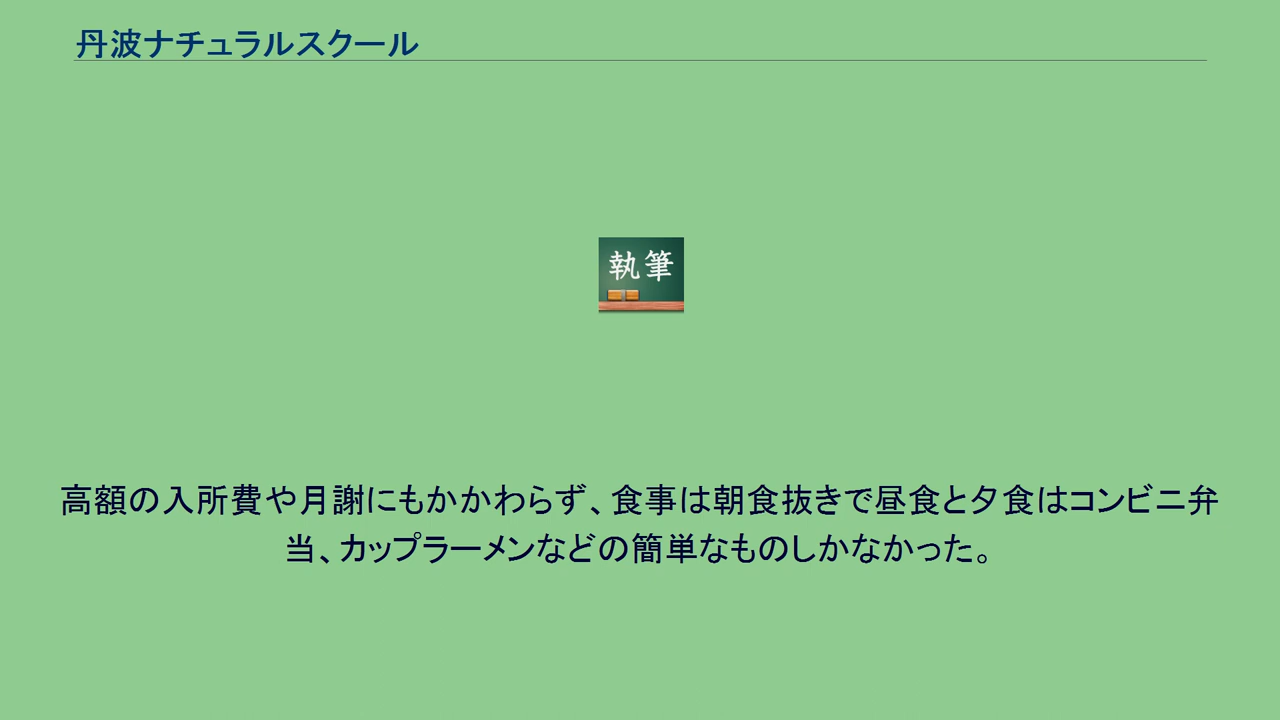 丹波ナチュラルスクール
執筆
高額の入所費や月謝にもかかわらず、食事は朝食抜きで昼食と夕食はコンビニ弁
当、カップラーメンなどの簡単なものしかなかった。